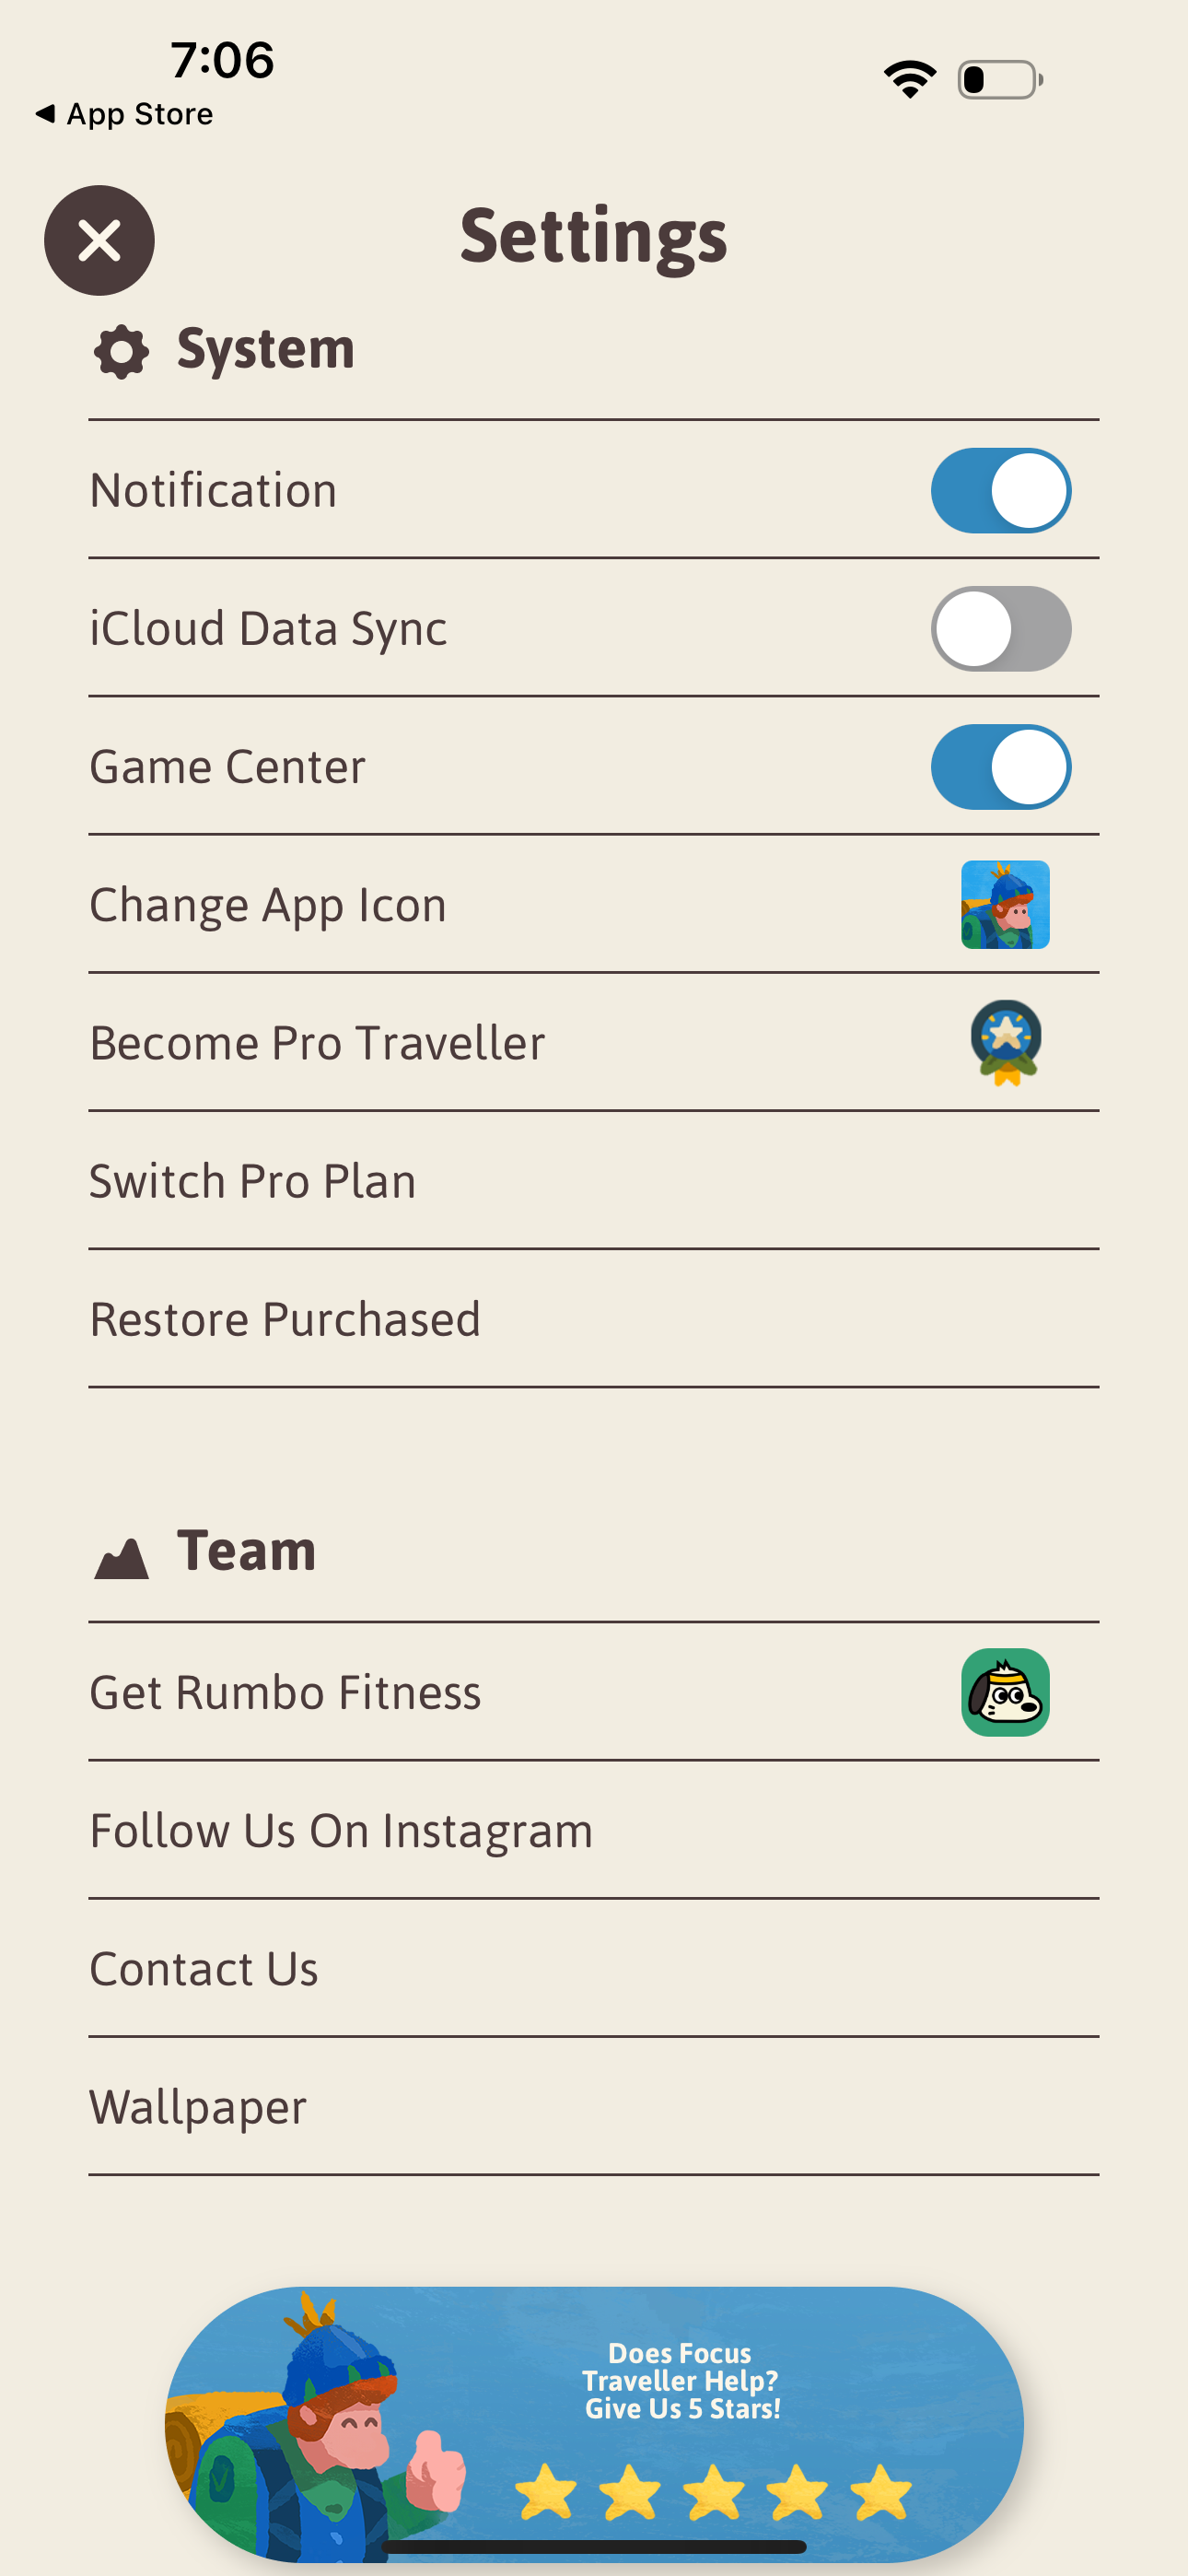 7:06
◀ App Store
Settings
System
Notification
iCloud Data Sync
Game Center
Change App Icon
Become Pro Traveller
Switch Pro Plan
Restore Purchased
Team
Get Rumbo Fitness
Follow Us On Instagram
Contact Us
Wallpaper
Does Focus
Traveller Help?
Give Us 5 Stars!